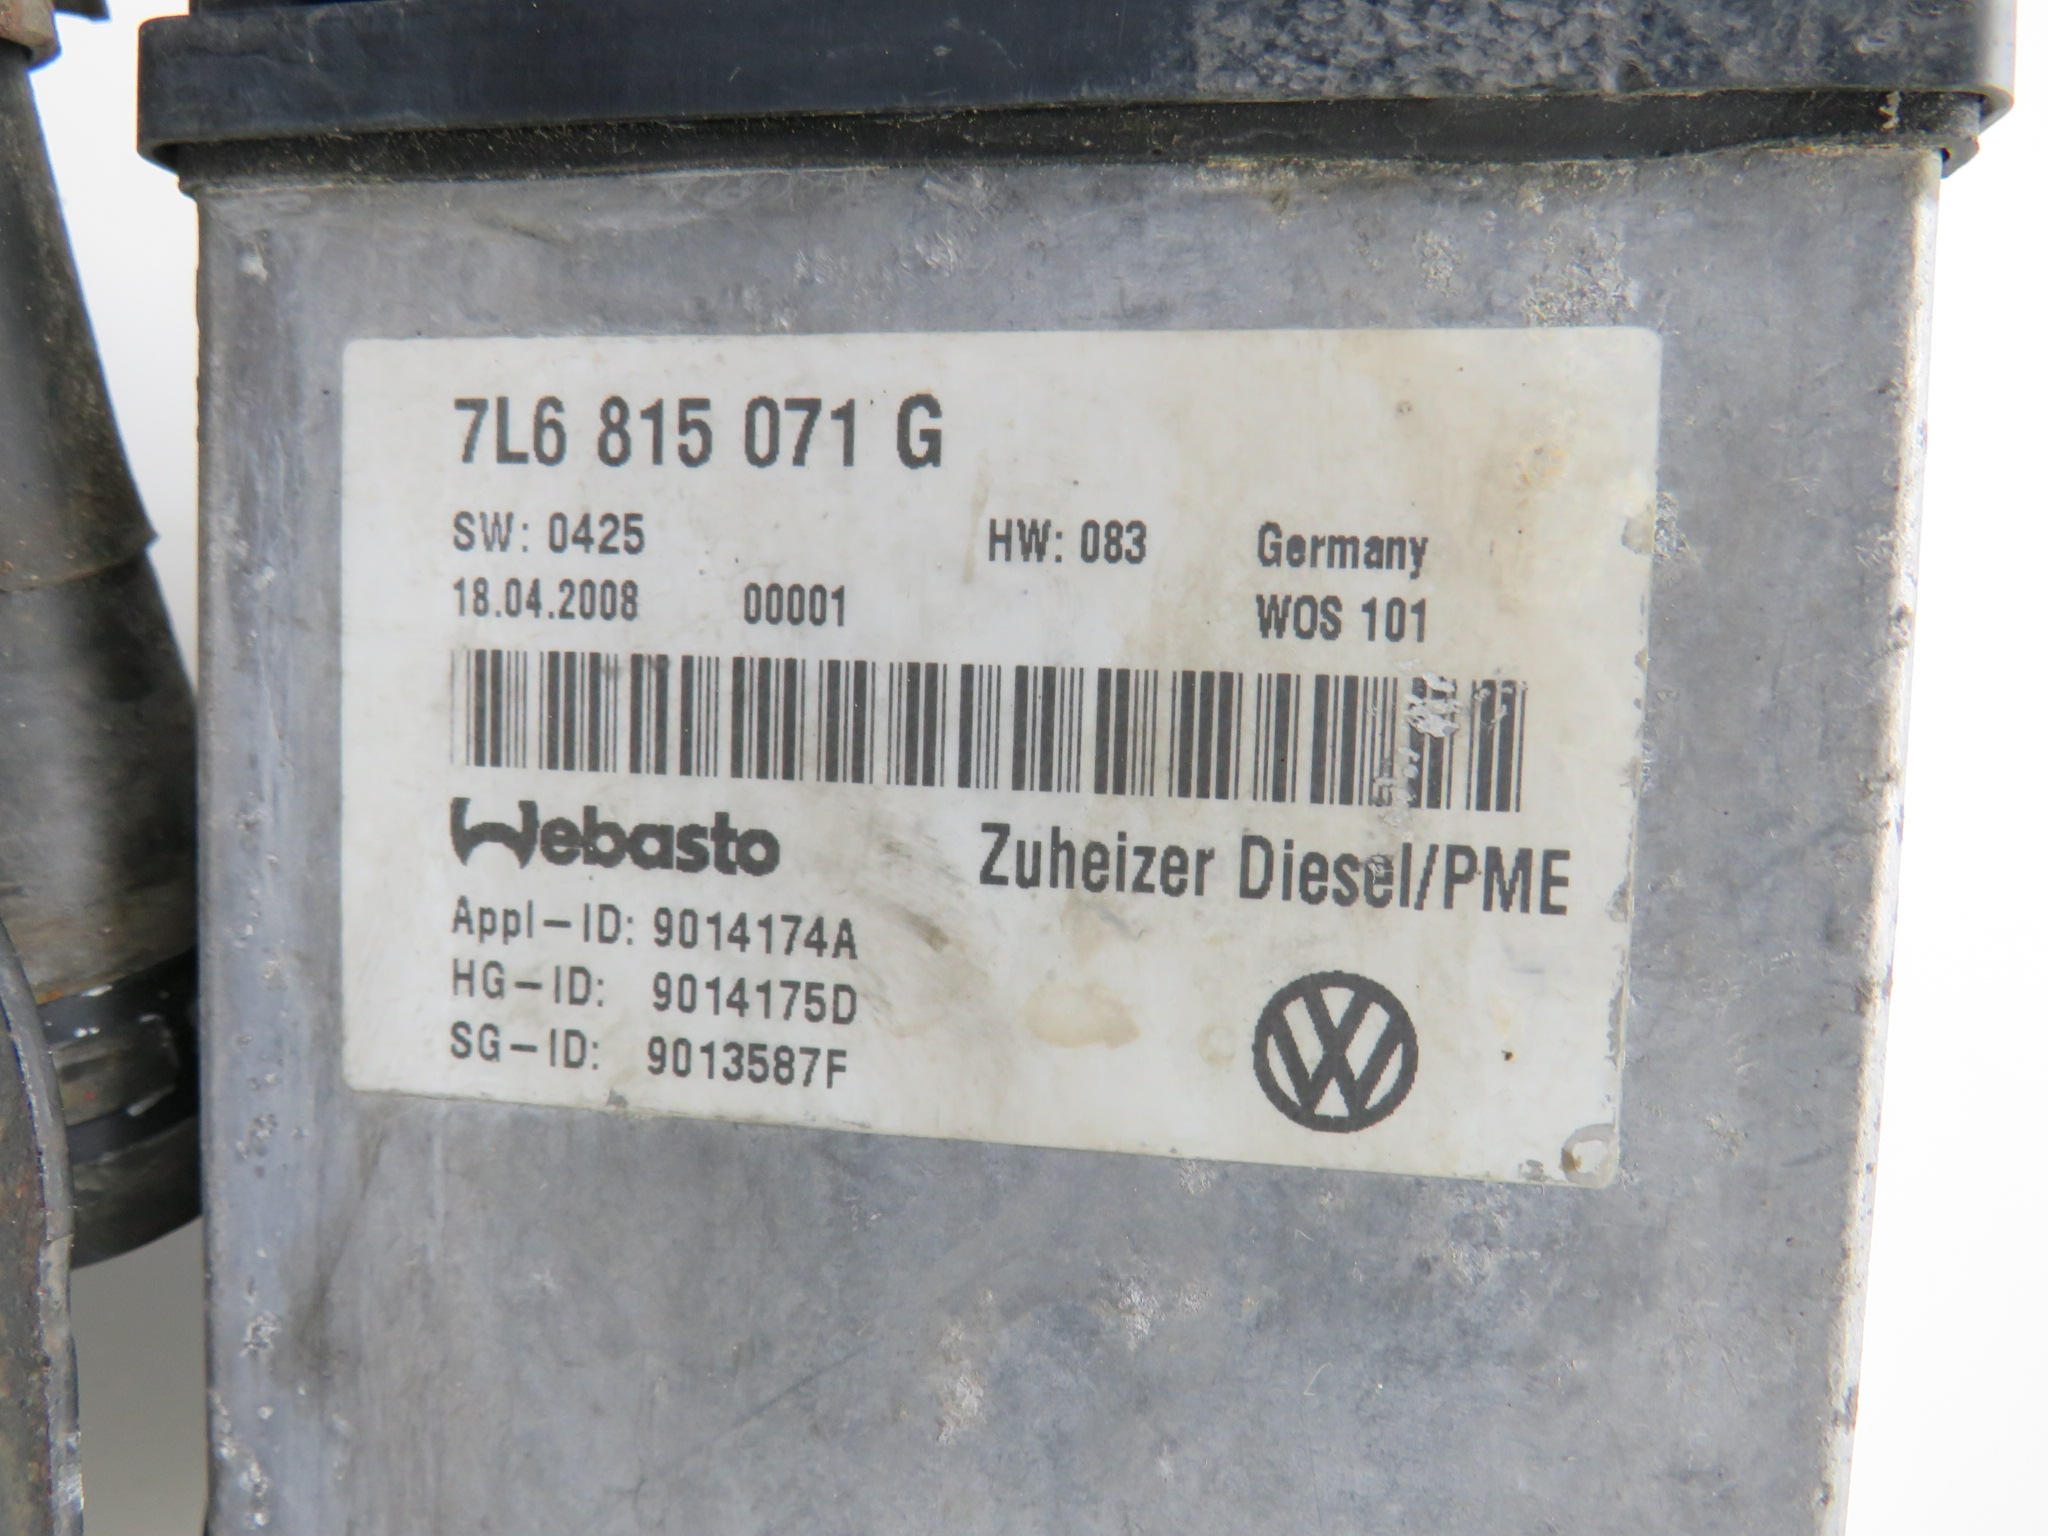 7L6 815 071 G
SW: 0425 HW: 083 Germany
18.04.2008 00001 WOS 101
Webasto Zuheizer Diesel/PME
Appl-ID: 9014174A
HG-ID: 9014175D
SG-ID: 9013587F
VW